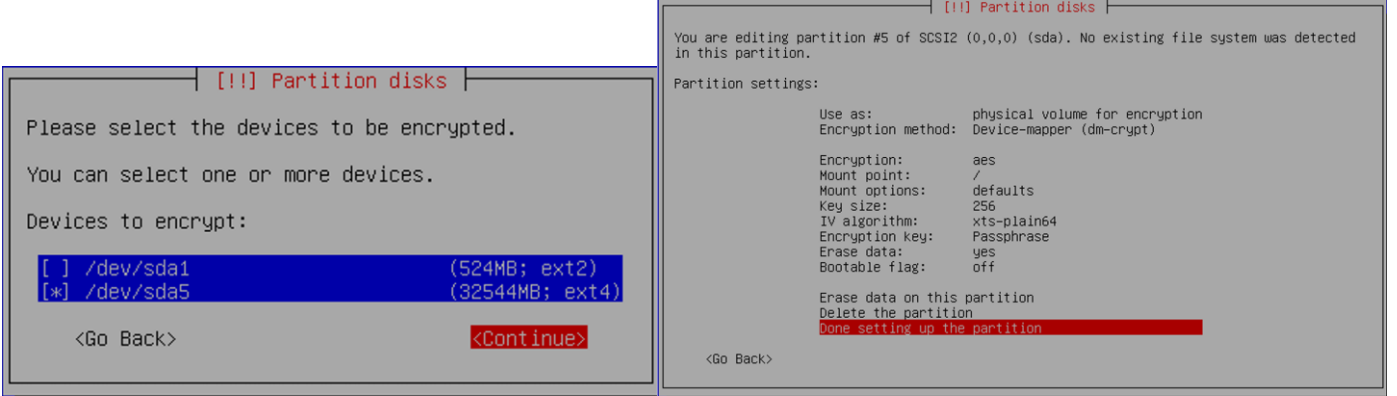 [!!] Partition disks
Please select the devices to be encrypted.
You can select one or more devices.
Devices to encrypt:
[ ] /dev/sda1 (524MB; ext2)
[*] /dev/sda5 (32544MB; ext4)
<Go Back> <Continue>
[!!] Partition disks
You are editing partition #5 of SCSI2 (0,0,0) (sda). No existing file system was detected
in this partition.
Partition settings:
Use as: physical volume for encryption
Encryption method: Device-mapper (dm-crypt)
Encryption: aes
Mount point: /
Mount options: defaults
Key size: 256
IV algorithm: xts-plain64
Encryption key: Passphrase
Erase data: yes
Bootable flag: off
Erase data on this partition
Delete the partition
Done setting up the partition
<Go Back>